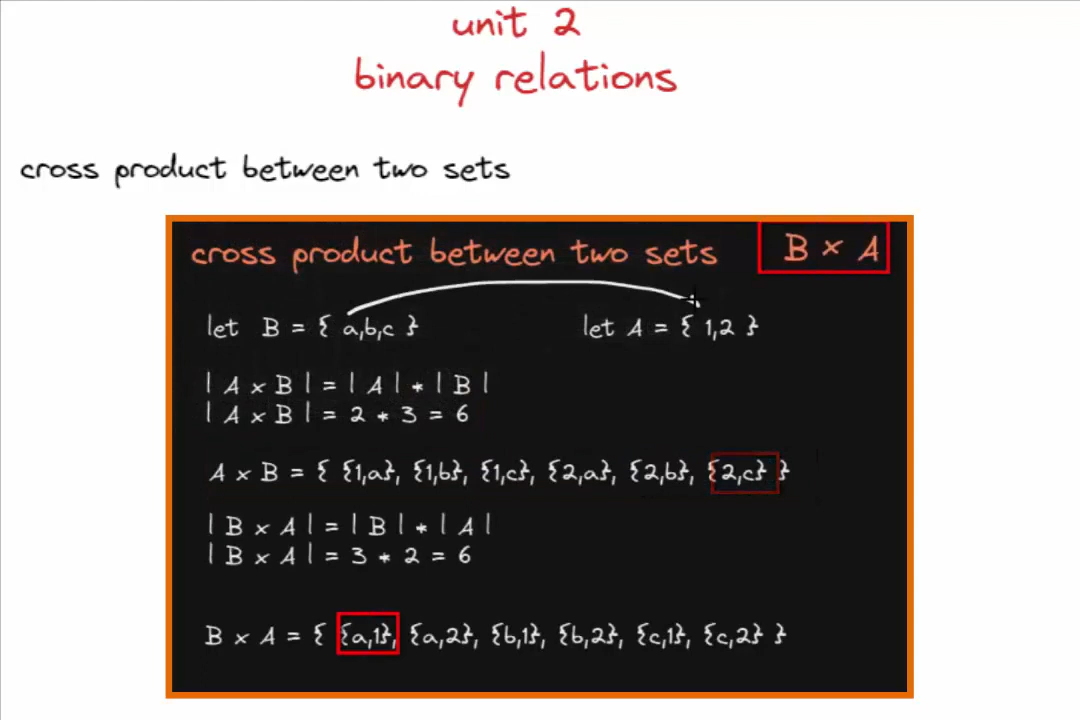 unit 2
binary relations
cross product between two sets
cross product between two sets B × A
let B = { a,b,c } let A = { 1,2 }
| A × B | = | A | * | B |
| A × B | = 2 * 3 = 6
A × B = { {1,a}, {1,b}, {1,c}, {2,a}, {2,b}, {2,c} }
| B × A | = | B | * | A |
| B × A | = 3 * 2 = 6
B × A = { {a,1}, {a,2}, {b,1}, {b,2}, {c,1}, {c,2} }